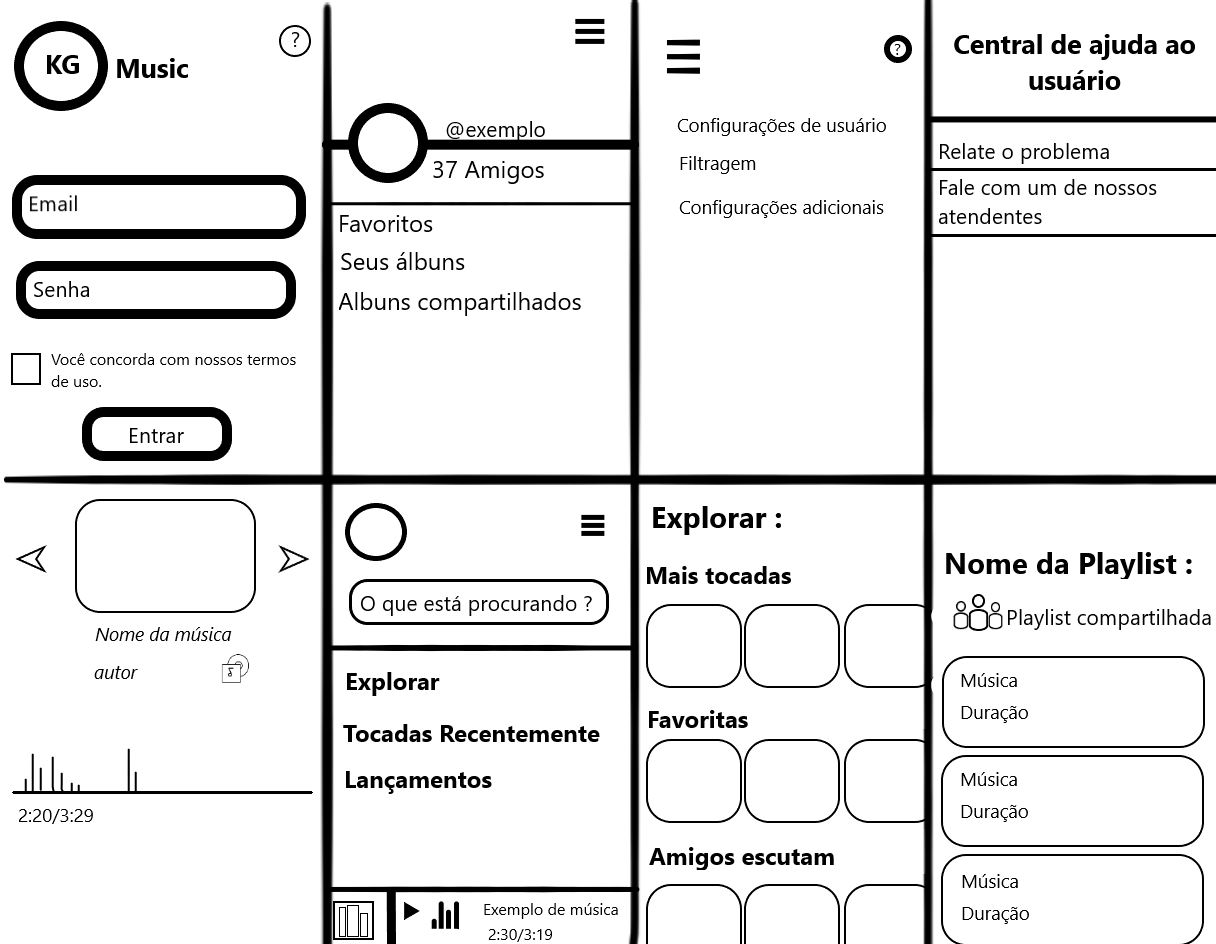 KG
Music
?
Email
Senha
Você concorda com nossos termos
de uso.
Entrar
@exemplo
37 Amigos
Favoritos
Seus álbuns
Albuns compartilhados
?
Configurações de usuário
Filtragem
Configurações adicionais
Central de ajuda ao
usuário
Relate o problema
Fale com um de nossos
atendentes
Nome da música
autor
2:20/3:29
O que está procurando ?
Explorar
Tocadas Recentemente
Lançamentos
Exemplo de música
2:30/3:19
Explorar :
Mais tocadas
Favoritas
Amigos escutam
Nome da Playlist :
Playlist compartilhada
Música
Duração
Música
Duração
Música
Duração